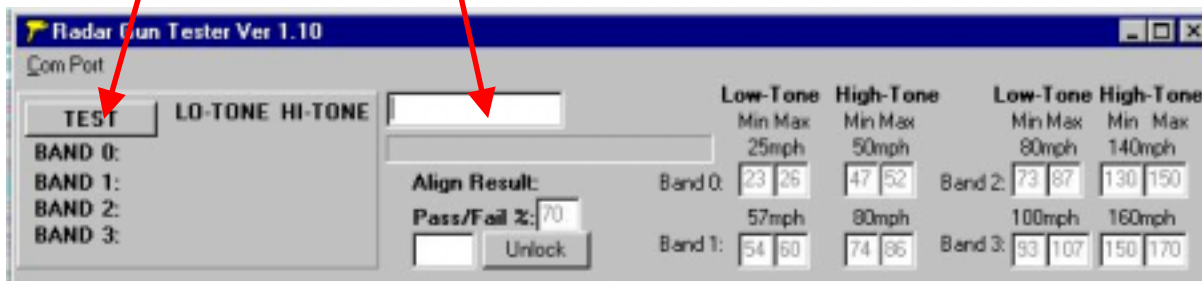 Radar Gun Tester Ver 1.10
Com Port
TEST LO-TONE HI-TONE
BAND 0:
BAND 1:
BAND 2:
BAND 3:
Align Result:
Pass/Fail %: 70
Unlock
Low-Tone High-Tone Low-Tone High-Tone
Min Max Min Max Min Max Min Max
25mph 50mph 80mph 140mph
Band 0: 23 26 47 52 Band 2: 73 87 130 150
57mph 80mph 100mph 160mph
Band 1: 54 60 74 86 Band 3: 93 107 150 170